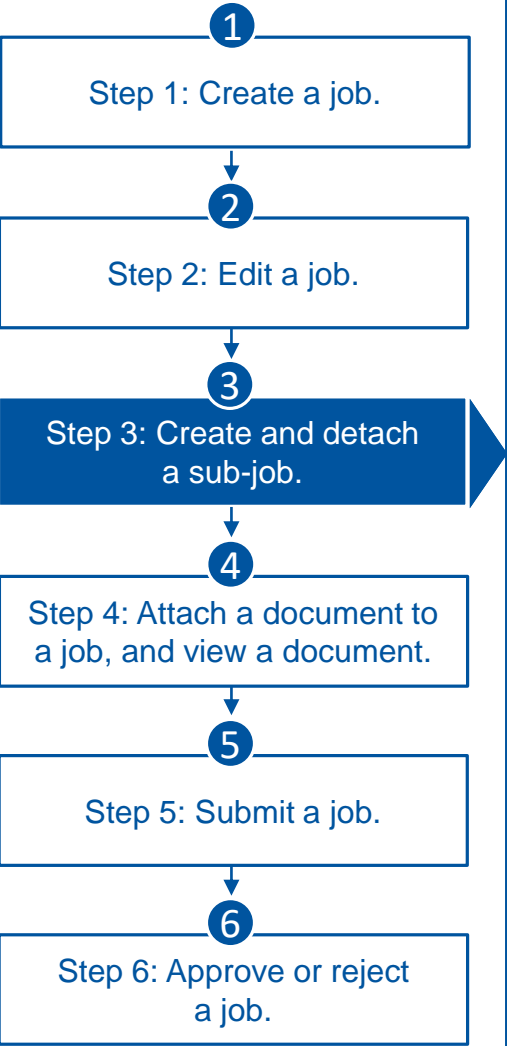 1
Step 1: Create a job.
2
Step 2: Edit a job.
3
Step 3: Create and detach
a sub-job.
4
Step 4: Attach a document to
a job, and view a document.
5
Step 5: Submit a job.
6
Step 6: Approve or reject
a job.